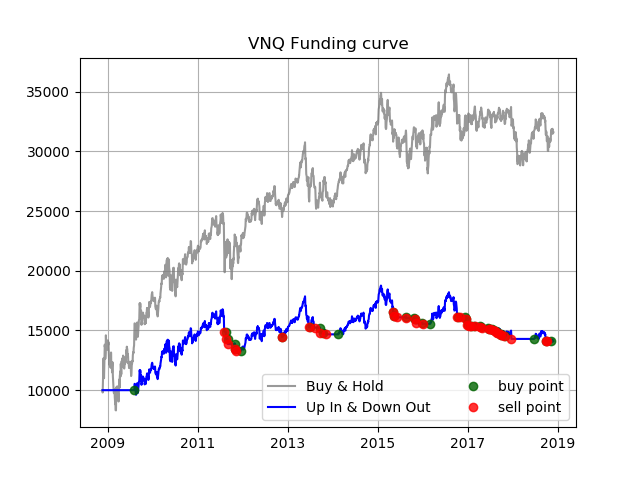 VNQ Funding curve
35000
30000
25000
20000
15000
10000
Buy & Hold
Up In & Down Out
buy point
sell point
2009 2011 2013 2015 2017 2019